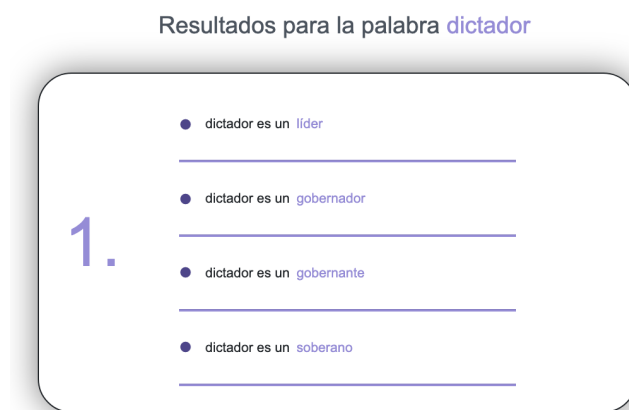 Resultados para la palabra dictador
dictador es un líder
dictador es un gobernador
1.
dictador es un gobernante
dictador es un soberano